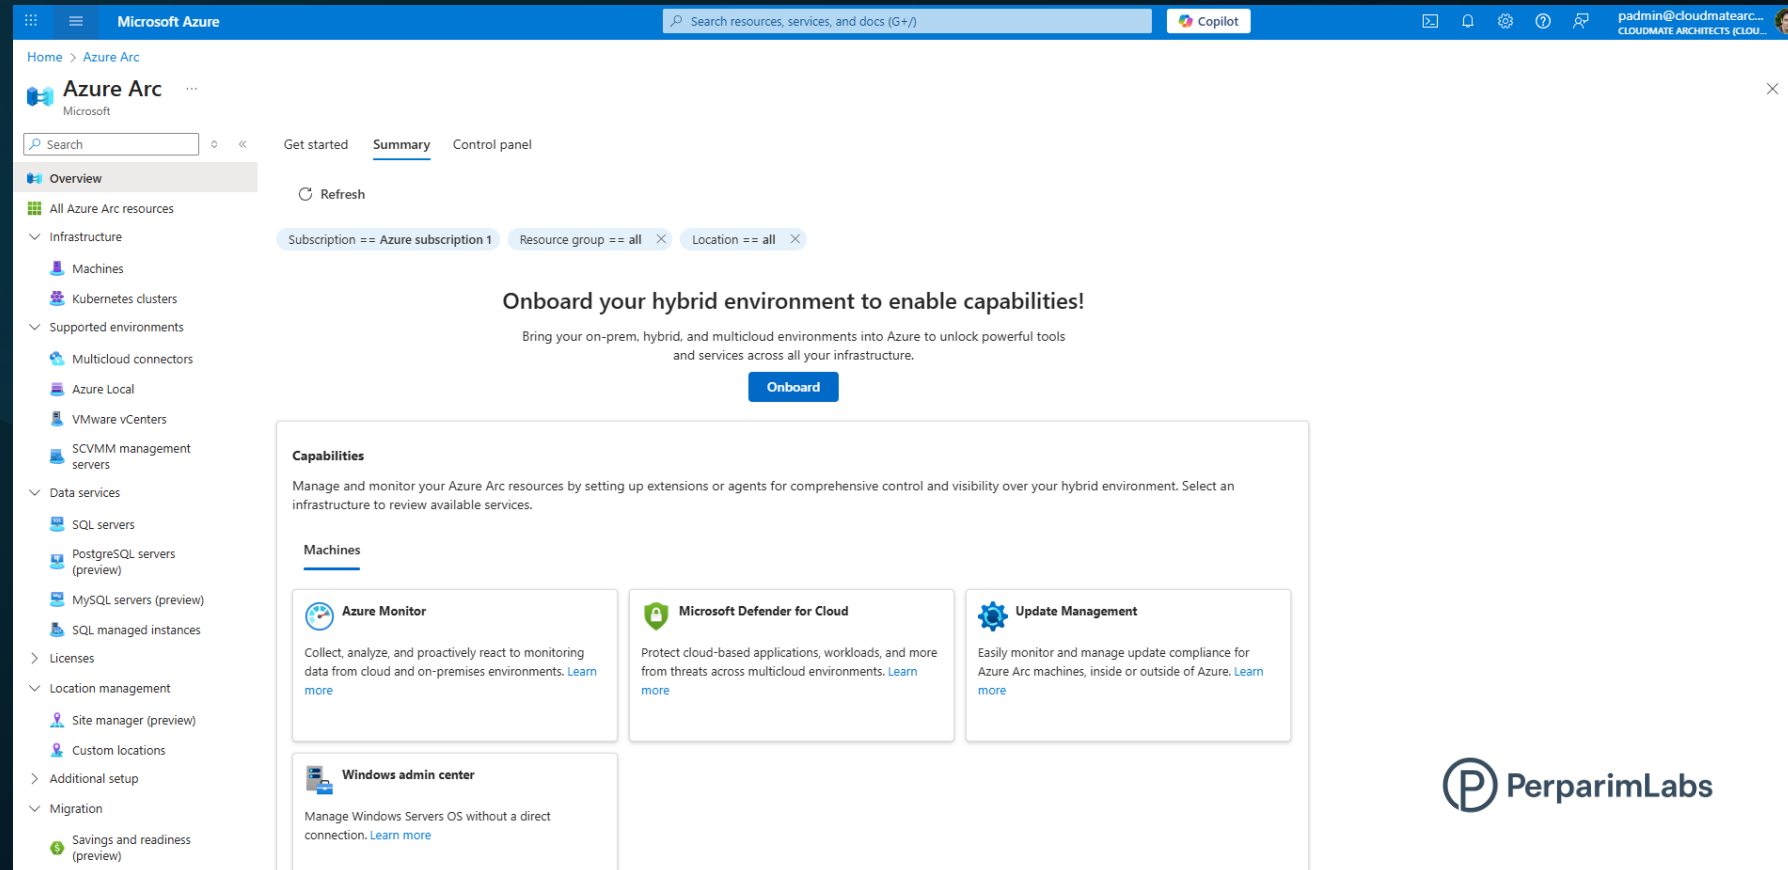 Microsoft Azure
Search resources, services, and docs (G+/)
Copilot
padmin@cloudmatearc...
CLOUDMATE ARCHITECTS (CLOU...
Home > Azure Arc
Azure Arc ...
Microsoft
Search
Overview
All Azure Arc resources
Infrastructure
Machines
Kubernetes clusters
Supported environments
Multicloud connectors
Azure Local
VMware vCenters
SCVMM management
servers
Data services
SQL servers
PostgreSQL servers
(preview)
MySQL servers (preview)
SQL managed instances
Licenses
Location management
Site manager (preview)
Custom locations
Additional setup
Migration
Savings and readiness
(preview)
Get started Summary Control panel
Refresh
Subscription == Azure subscription 1 Resource group == all Location == all
Onboard your hybrid environment to enable capabilities!
Bring your on-prem, hybrid, and multicloud environments into Azure to unlock powerful tools
and services across all your infrastructure.
Onboard
Capabilities
Manage and monitor your Azure Arc resources by setting up extensions or agents for comprehensive control and visibility over your hybrid environment. Select an
infrastructure to review available services.
Machines
Azure Monitor
Collect, analyze, and proactively react to monitoring
data from cloud and on-premises environments. Learn
more
Microsoft Defender for Cloud
Protect cloud-based applications, workloads, and more
from threats across multicloud environments. Learn
more
Update Management
Easily monitor and manage update compliance for
Azure Arc machines, inside or outside of Azure. Learn
more
Windows admin center
Manage Windows Servers OS without a direct
connection. Learn more
PerparimLabs